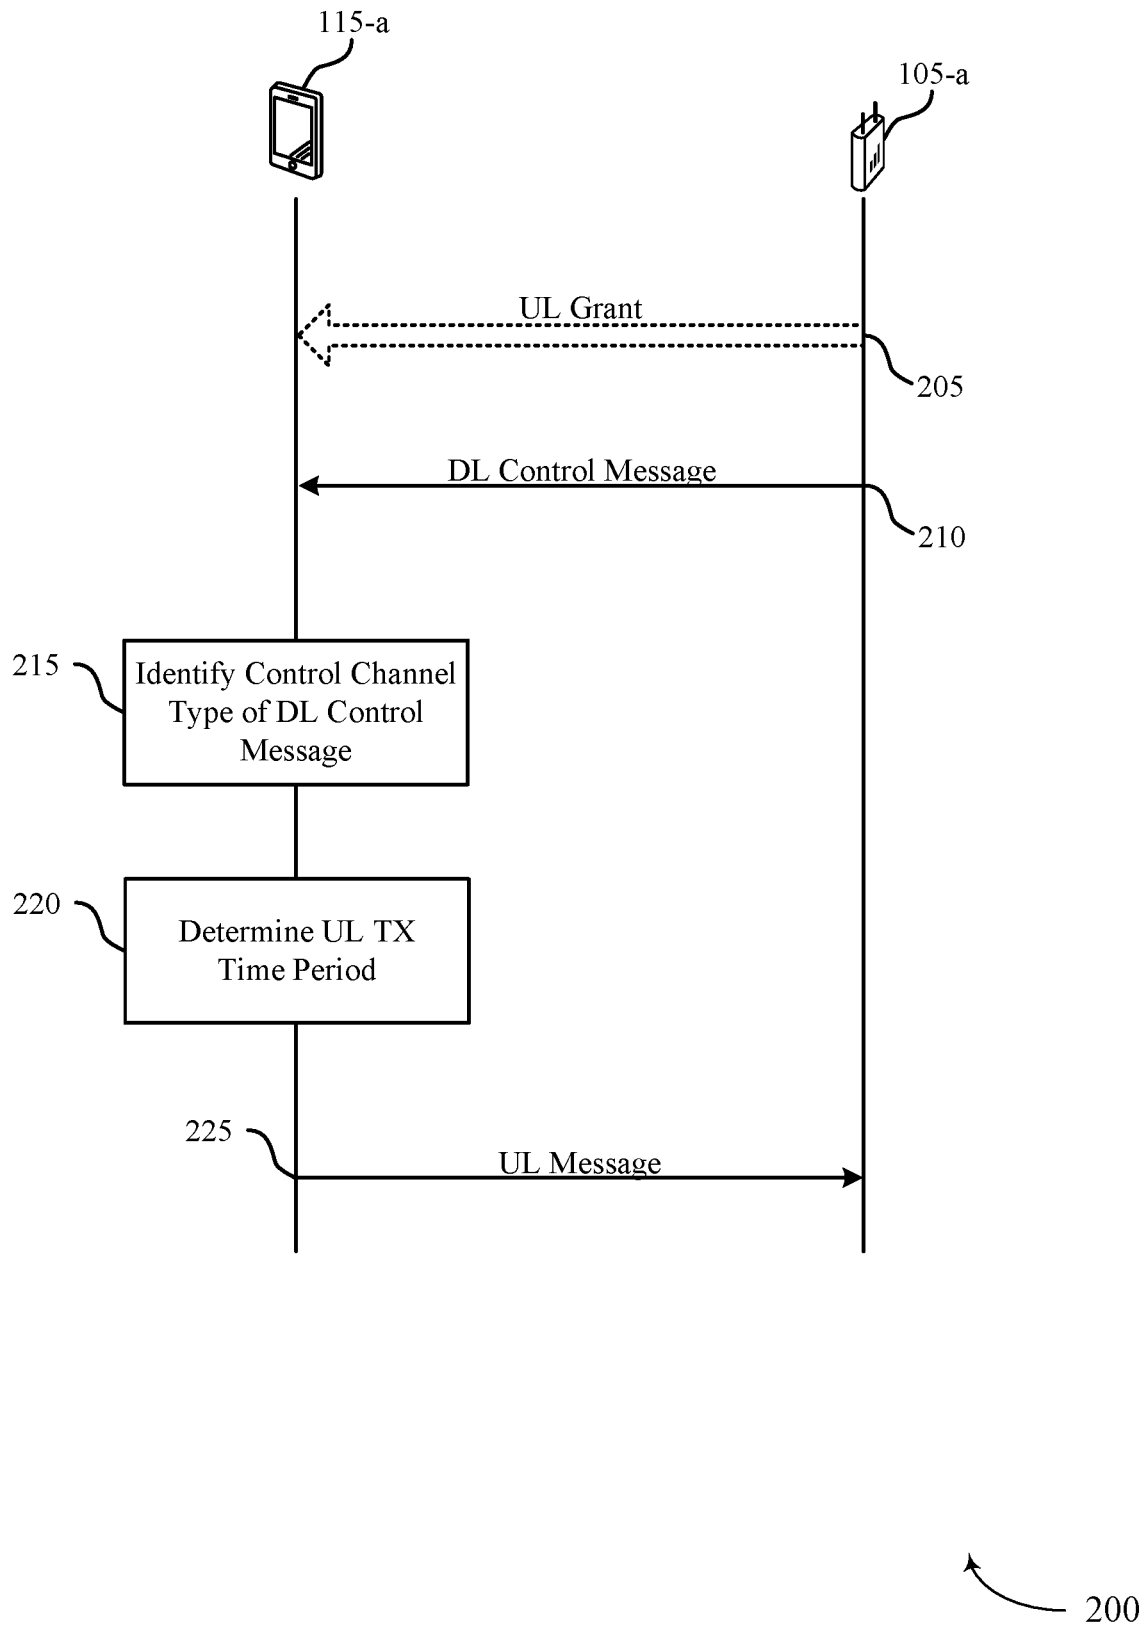 115-a
105-a
UL Grant
205
DL Control Message
210
215
Identify Control Channel
Type of DL Control
Message
220
Determine UL TX
Time Period
225
UL Message
200